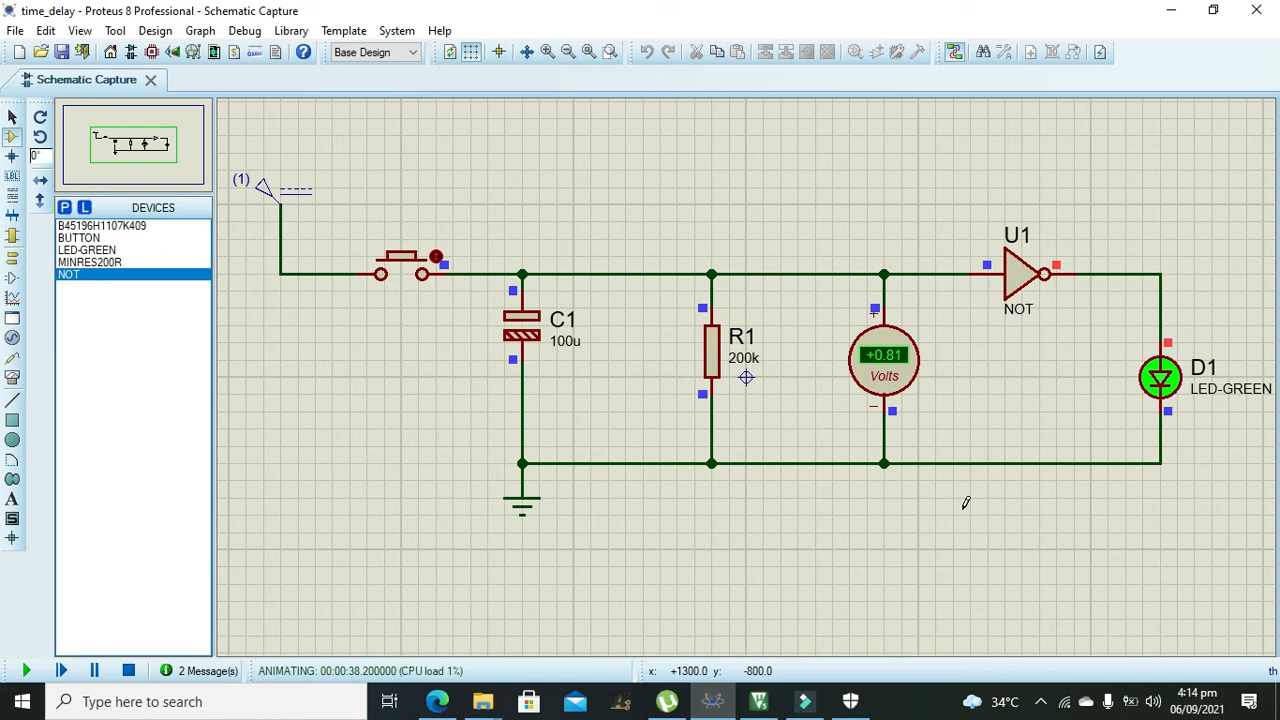 time_delay - Proteus 8 Professional - Schematic Capture
File Edit View Tool Design Graph Debug Library Template System Help
Base Design
Schematic Capture
0°
LBL
P L DEVICES
B45196H1107K409
BUTTON
LED-GREEN
MINRES200R
NOT
(1)
C1
100u
R1
200k
+0.81
Volts
U1
NOT
D1
LED-GREEN
2 Message(s) ANIMATING: 00:00:38.200000 (CPU load 1%) x: +1300.0 y: -800.0 th
Type here to search
34°C
4:14 pm
06/09/2021